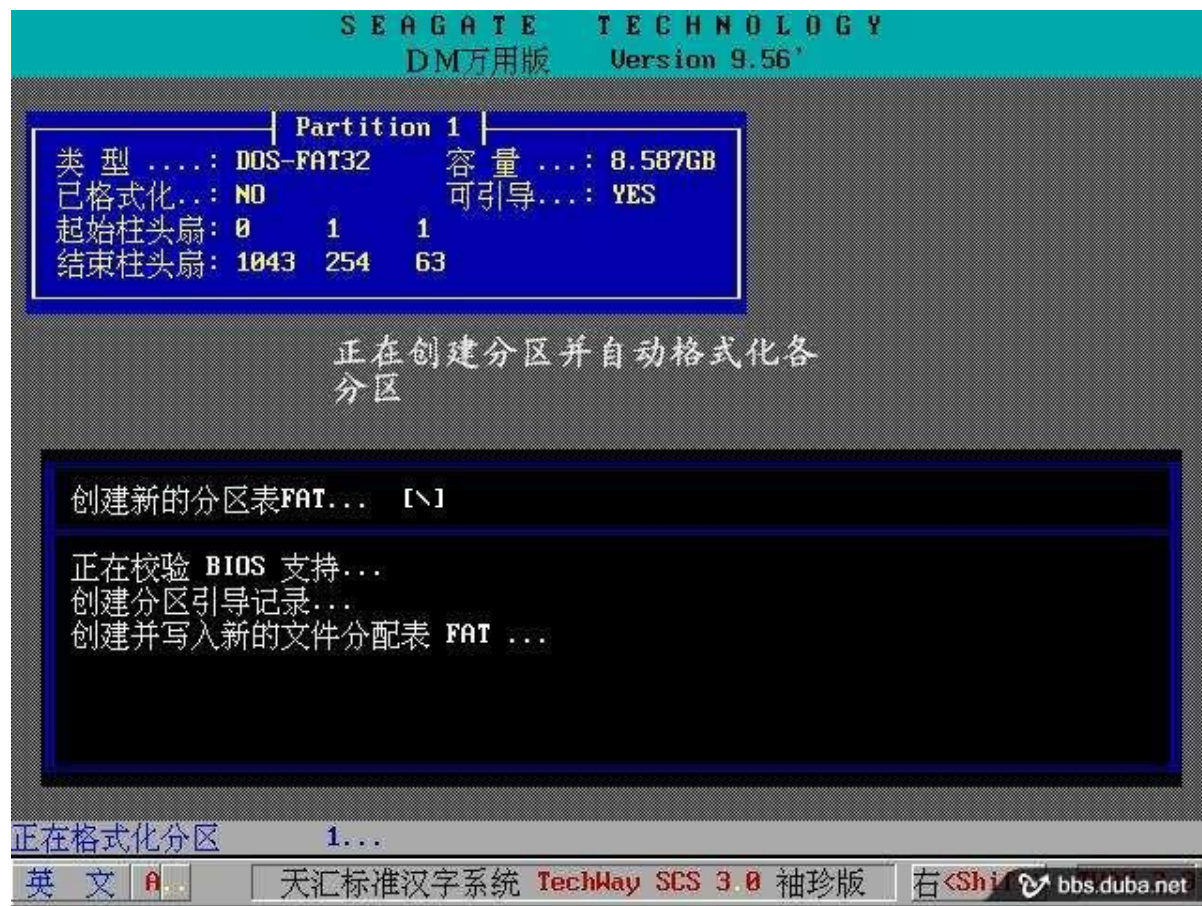 SEAGATE TECHNOLOGY
DM万用版 Version 9.56'
Partition 1
类 型 ....: DOS-FAT32 容 量 ...: 8.587GB
已格式化..: NO 可引导...: YES
起始柱头扇: 0 1 1
结束柱头扇: 1043 254 63
正在创建分区并自动格式化各
分区
创建新的分区表FAT... [\]
正在校验 BIOS 支持...
创建分区引导记录...
创建并写入新的文件分配表 FAT ...
正在格式化分区 1...
英 文 A.. 天汇标准汉字系统 TechWay SCS 3.0 袖珍版 右<Shi
bbs.duba.net